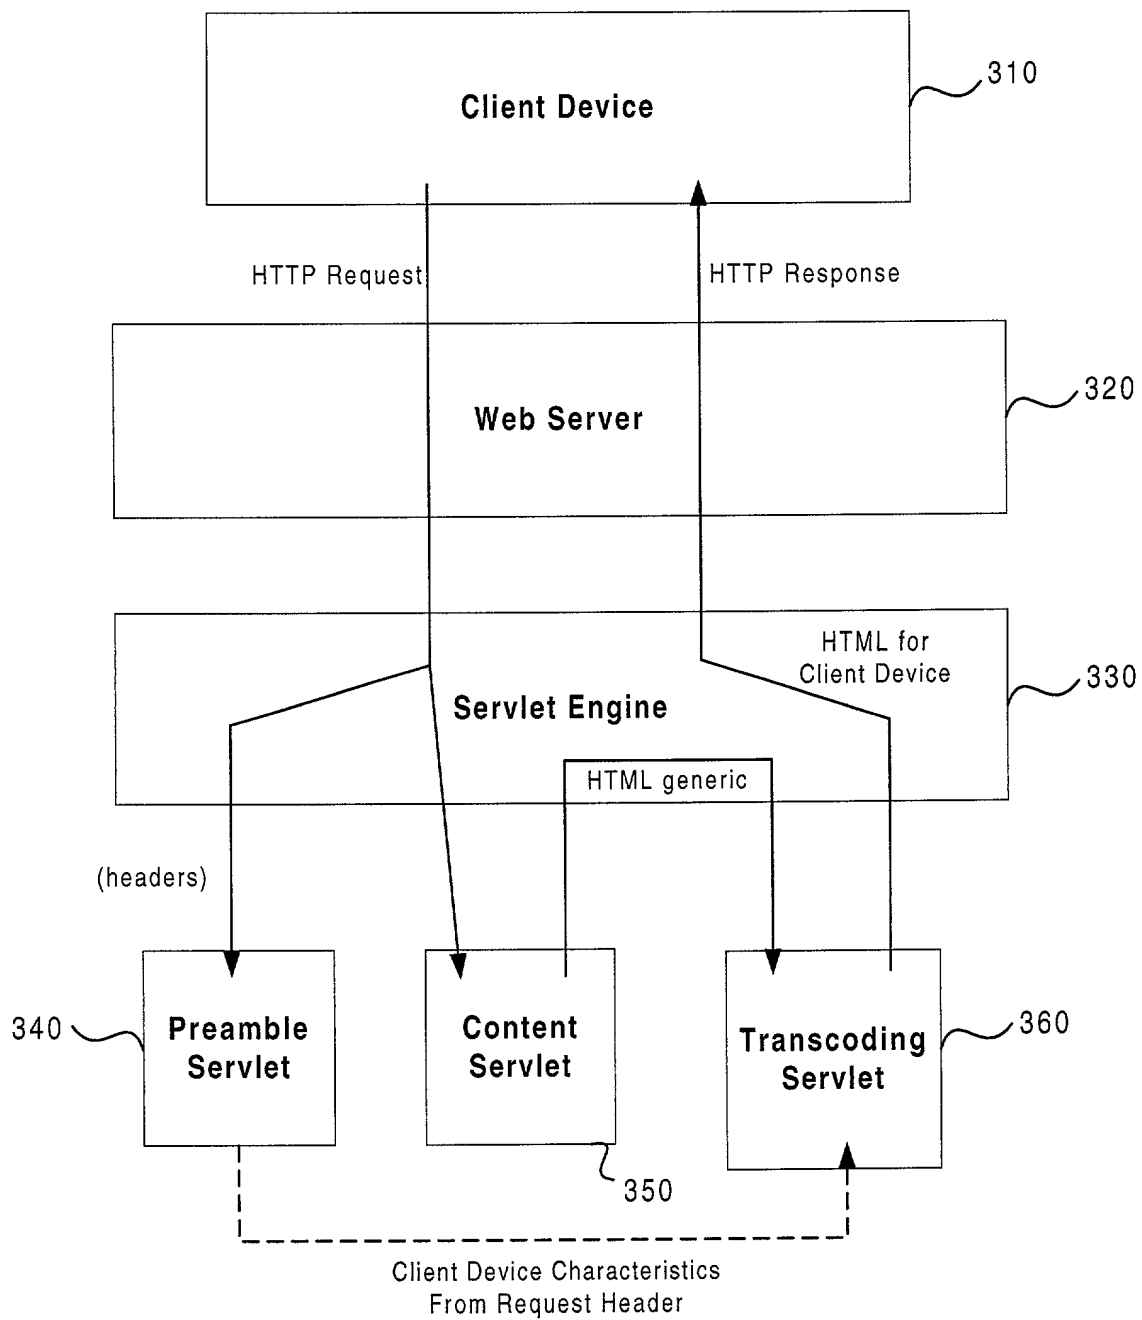 310
Client Device
HTTP Request
HTTP Response
320
Web Server
HTML for
Client Device
330
Servlet Engine
HTML generic
(headers)
340
Preamble
Servlet
Content
Servlet
360
Transcoding
Servlet
350
Client Device Characteristics
From Request Header